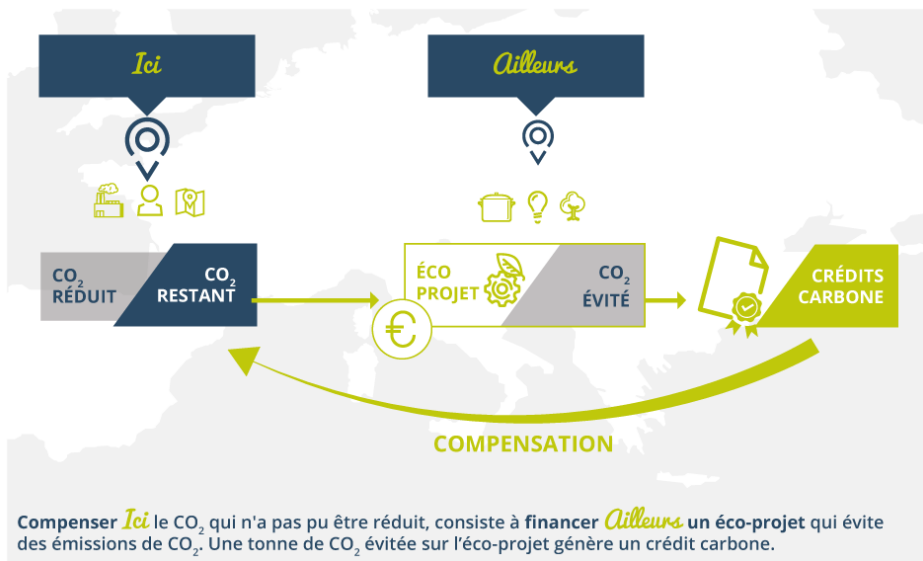 Ici
Ailleurs
CO₂
RÉDUIT
CO₂
RESTANT
ÉCO
PROJET
CO₂
ÉVITÉ
CRÉDITS
CARBONE
€
COMPENSATION
Compenser Ici le CO₂ qui n'a pas pu être réduit, consiste à financer Ailleurs un éco-projet qui évite
des émissions de CO₂. Une tonne de CO₂ évitée sur l’éco-projet génère un crédit carbone.